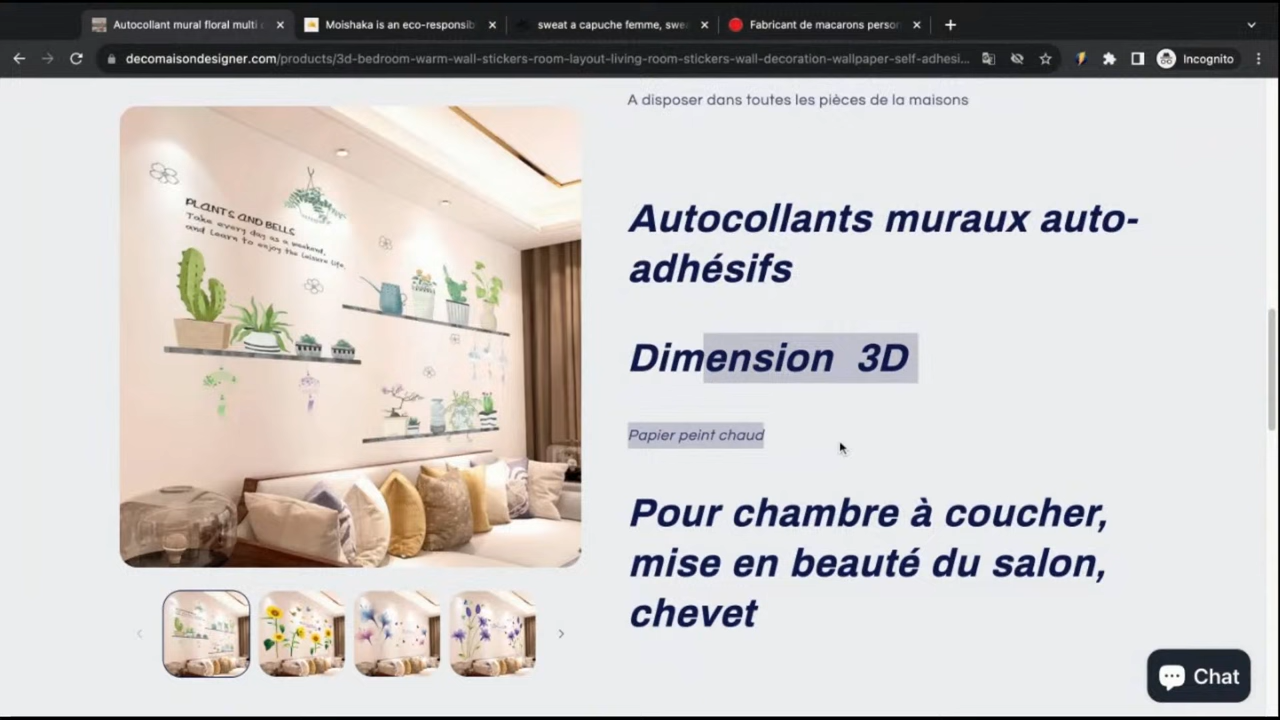 Autocollant mural floral multi
Moishaka is an eco-responsib
sweat a capuche femme, swea
Fabricant de macarons person
decomaisondesigner.com/products/3d-bedroom-warm-wall-stickers-room-layout-living-room-stickers-wall-decoration-wallpaper-self-adhesi...
Incognito
A disposer dans toutes les pièces de la maisons
PLANTS AND BELLS
Take every day as a weekend,
and learn to enjoy the leisure life.
Autocollants muraux auto-
adhésifs
Dimension 3D
Papier peint chaud
Pour chambre à coucher,
mise en beauté du salon,
chevet
Chat